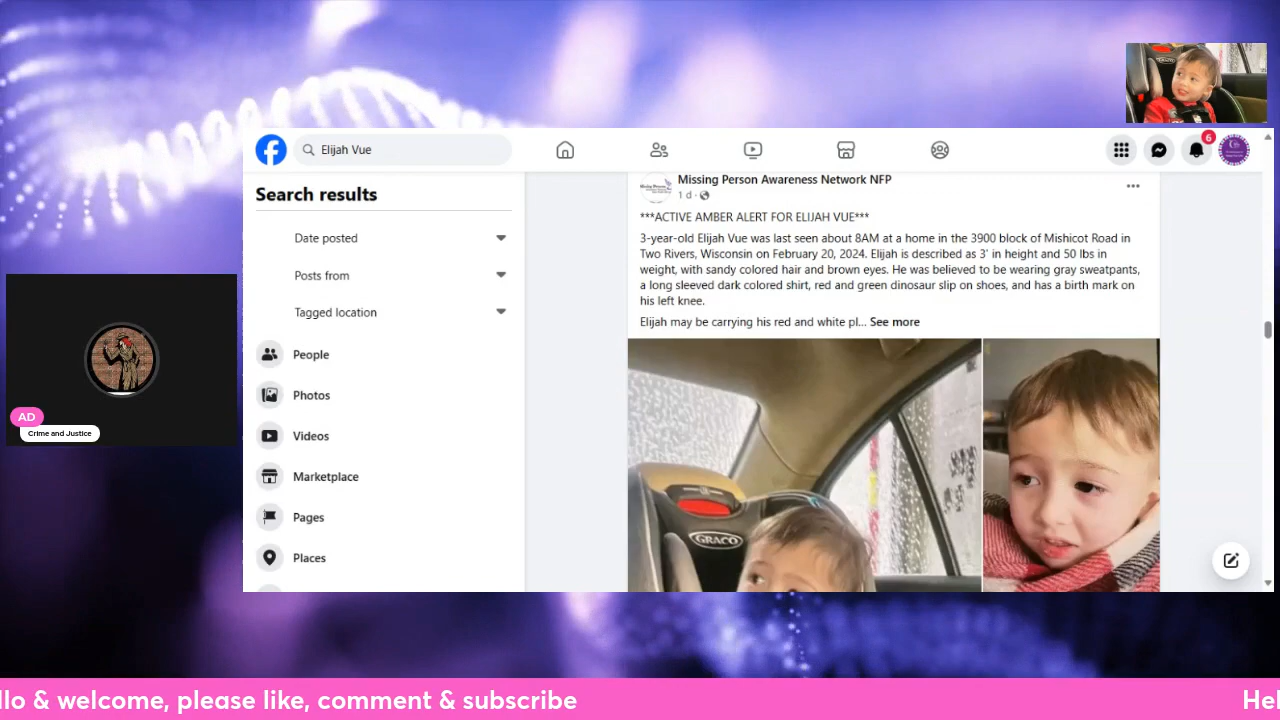 Elijah Vue
6
Search results
Date posted
Posts from
Tagged location
People
Photos
Videos
Marketplace
Pages
Places
Missing Person Awareness Network NFP
1 d ·
***ACTIVE AMBER ALERT FOR ELIJAH VUE***
3-year-old Elijah Vue was last seen about 8AM at a home in the 3900 block of Mishicot Road in
Two Rivers, Wisconsin on February 20, 2024. Elijah is described as 3' in height and 50 lbs in
weight, with sandy colored hair and brown eyes. He was believed to be wearing gray sweatpants,
a long sleeved dark colored shirt, red and green dinosaur slip on shoes, and has a birth mark on
his left knee.
Elijah may be carrying his red and white pl... See more
GRACO
GRACO
AD
Crime and Justice
llo & welcome, please like, comment & subscribe
Hel